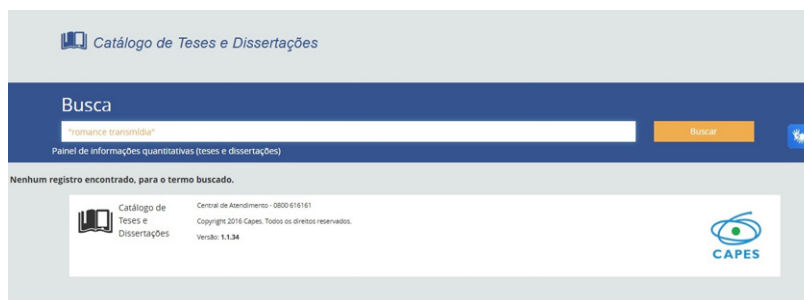 Catálogo de Teses e Dissertações
Busca
"romance transmídia"
Buscar
Painel de informações quantitativas (teses e dissertações)
Nenhum registro encontrado, para o termo buscado.
Catálogo de
Teses e
Dissertações
Central de Atendimento - 0800 616161
Copyright 2016 Capes. Todos os direitos reservados.
Versão: 1.1.34
CAPES